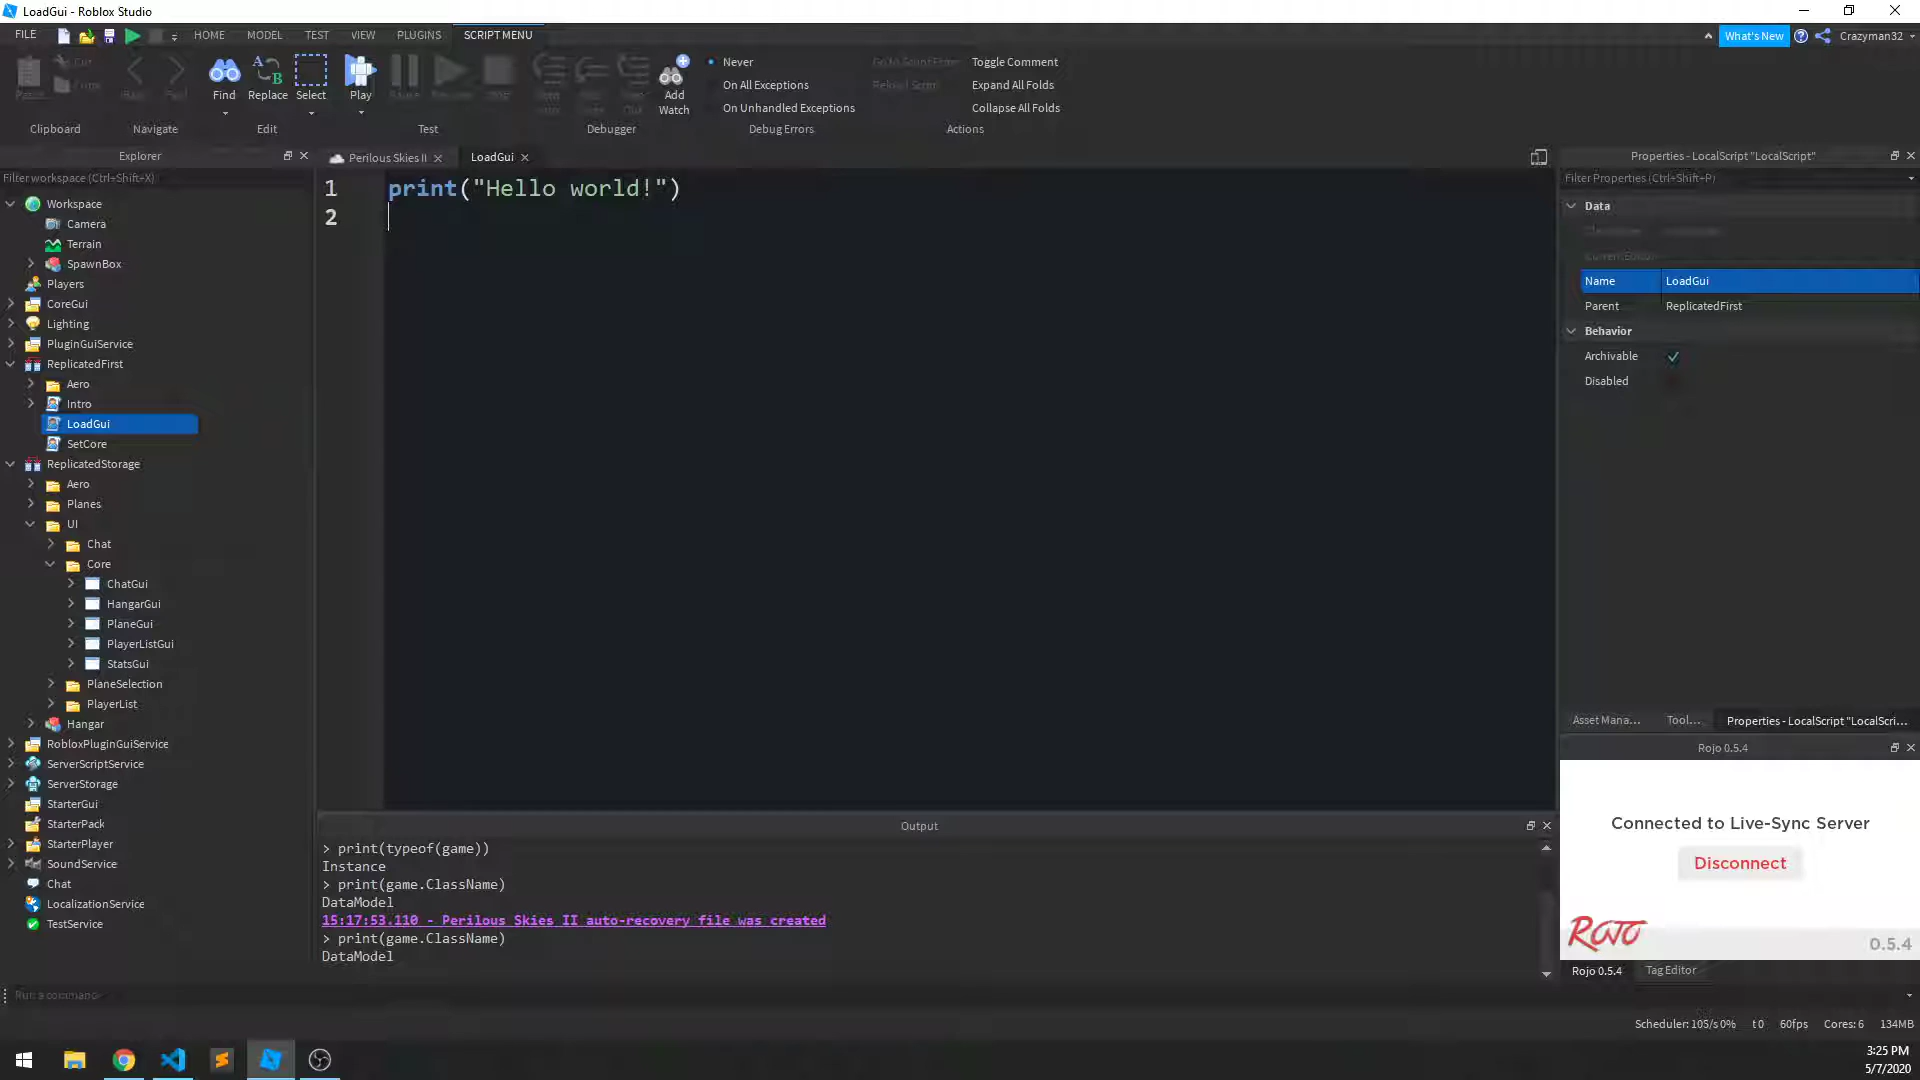 LoadGui - Roblox Studio
FILE
HOME
MODEL
TEST
VIEW
PLUGINS
SCRIPT MENU
What's New
Crazyman32
Find
Replace
Select
Play
Add
Watch
Never
On All Exceptions
On Unhandled Exceptions
Toggle Comment
Expand All Folds
Collapse All Folds
Clipboard
Navigate
Edit
Test
Debugger
Debug Errors
Actions
Explorer
Filter workspace (Ctrl+Shift+X)
Workspace
Camera
Terrain
SpawnBox
Players
CoreGui
Lighting
PluginGuiService
ReplicatedFirst
Aero
Intro
LoadGui
SetCore
ReplicatedStorage
Aero
Planes
UI
Chat
Core
ChatGui
HangarGui
PlaneGui
PlayerListGui
StatsGui
PlaneSelection
PlayerList
Hangar
RobloxPluginGuiService
ServerScriptService
ServerStorage
StarterGui
StarterPack
StarterPlayer
SoundService
Chat
LocalizationService
TestService
Perilous Skies II
LoadGui
1 print("Hello world!")
2
Output
> print(typeof(game))
Instance
> print(game.ClassName)
DataModel
15:17:53.110 - Perilous Skies II auto-recovery file was created
> print(game.ClassName)
DataModel
Properties - LocalScript "LocalScript"
Filter Properties (Ctrl+Shift+P)
Data
Name LoadGui
Parent ReplicatedFirst
Behavior
Archivable
Disabled
Asset Mana...
Tool...
Properties - LocalScript "LocalScri...
Rojo 0.5.4
Connected to Live-Sync Server
Disconnect
ROJO
0.5.4
Rojo 0.5.4
Tag Editor
Run a command
60fps
Cores: 6
134MB
3:25 PM
5/7/2020